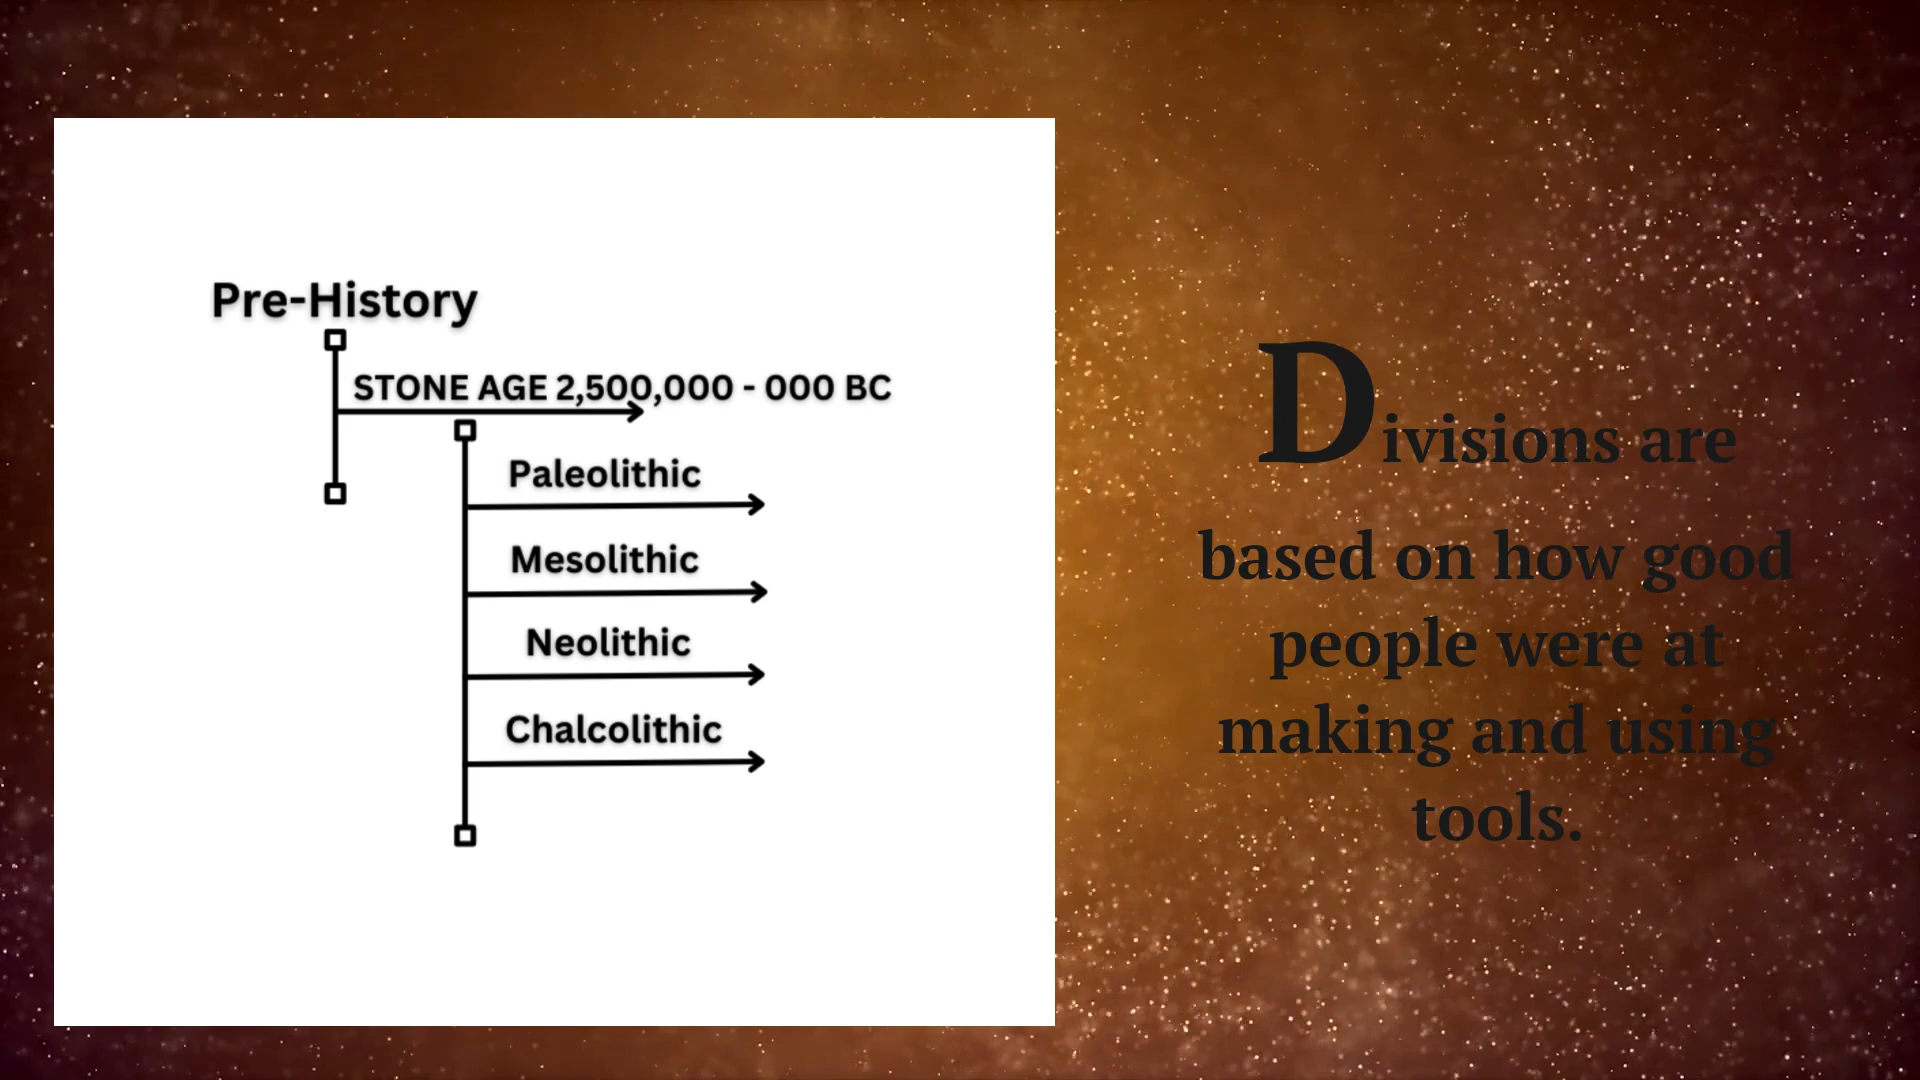 Pre-History
STONE AGE 2,500,000 - 000 BC
Paleolithic
Mesolithic
Neolithic
Chalcolithic
Divisions are
based on how good
people were at
making and using
tools.